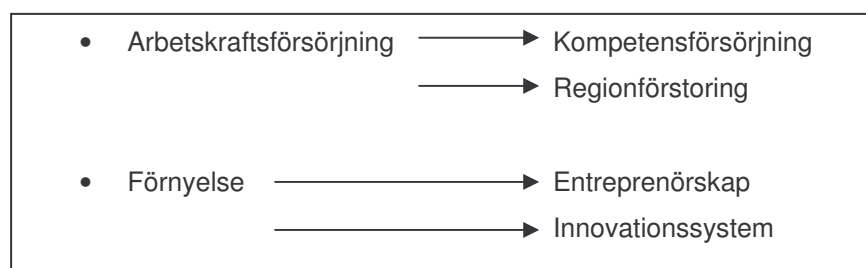 • Arbetskraftsförsörjning Kompetensförsörjning
Regionförstoring
• Förnyelse Entreprenörskap
Innovationssystem